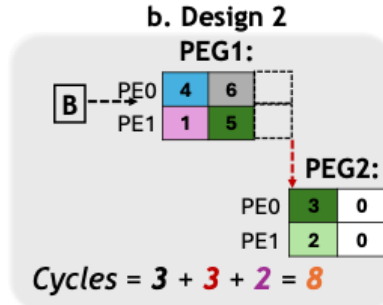 b. Design 2
PEG1:
B PE0 4 6
PE1 1 5
PEG2:
PE0 3 0
PE1 2 0
Cycles = 3 + 3 + 2 = 8